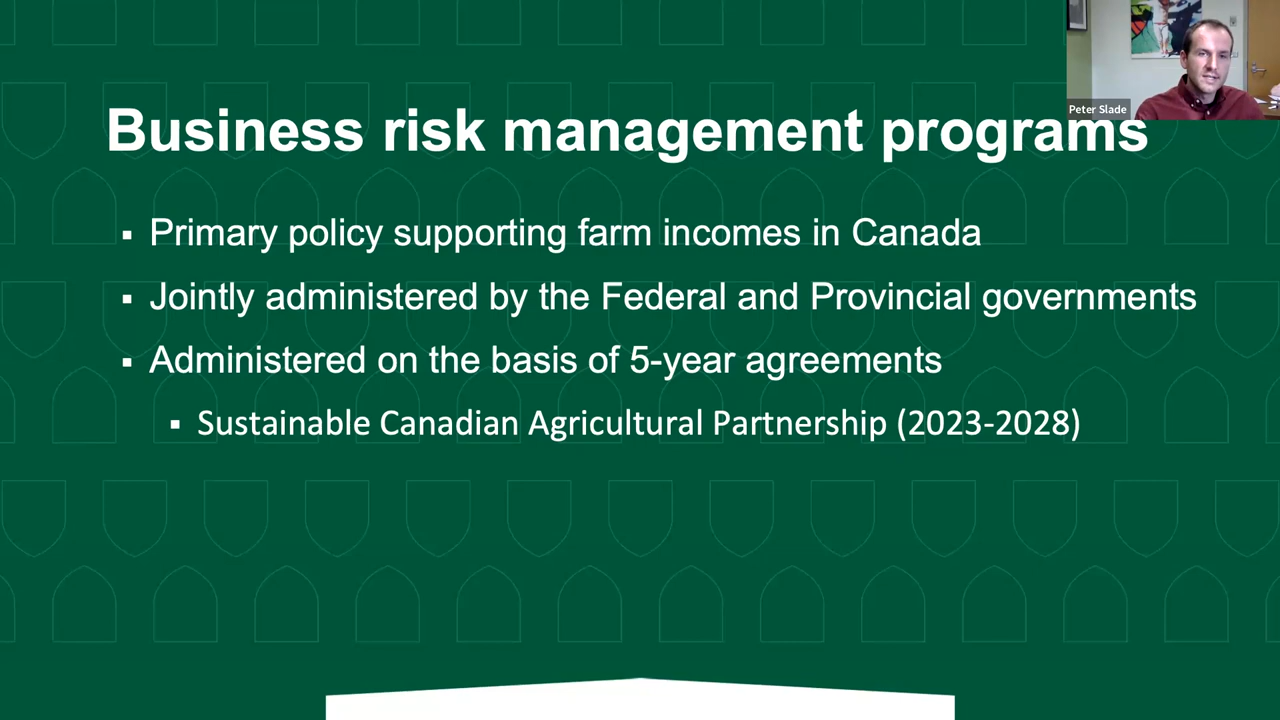 Peter Slade
Business risk management programs
▪ Primary policy supporting farm incomes in Canada
▪ Jointly administered by the Federal and Provincial governments
▪ Administered on the basis of 5-year agreements
▪ Sustainable Canadian Agricultural Partnership (2023-2028)